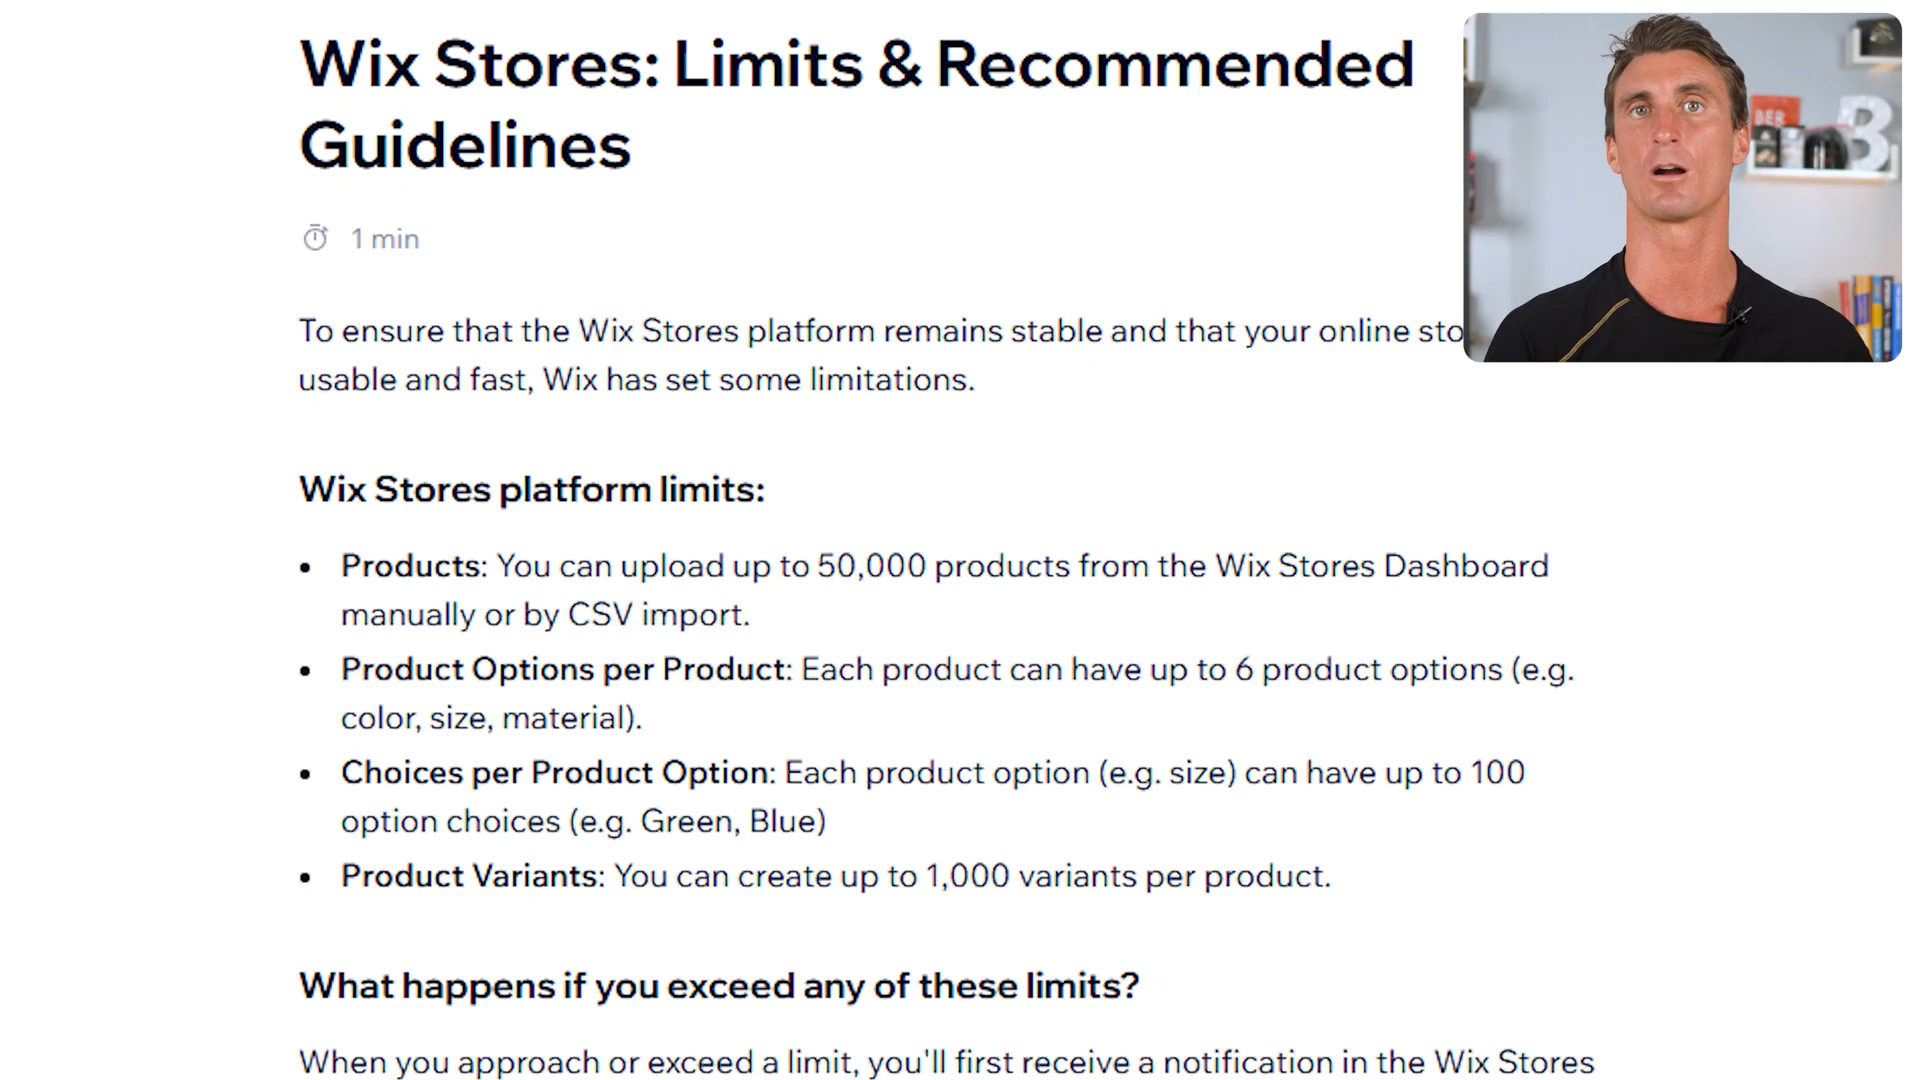 Wix Stores: Limits & Recommended
Guidelines
1 min
To ensure that the Wix Stores platform remains stable and that your online sto
usable and fast, Wix has set some limitations.
Wix Stores platform limits:
• Products: You can upload up to 50,000 products from the Wix Stores Dashboard
manually or by CSV import.
• Product Options per Product: Each product can have up to 6 product options (e.g.
color, size, material).
• Choices per Product Option: Each product option (e.g. size) can have up to 100
option choices (e.g. Green, Blue)
• Product Variants: You can create up to 1,000 variants per product.
What happens if you exceed any of these limits?
When you approach or exceed a limit, you'll first receive a notification in the Wix Stores
BER
B